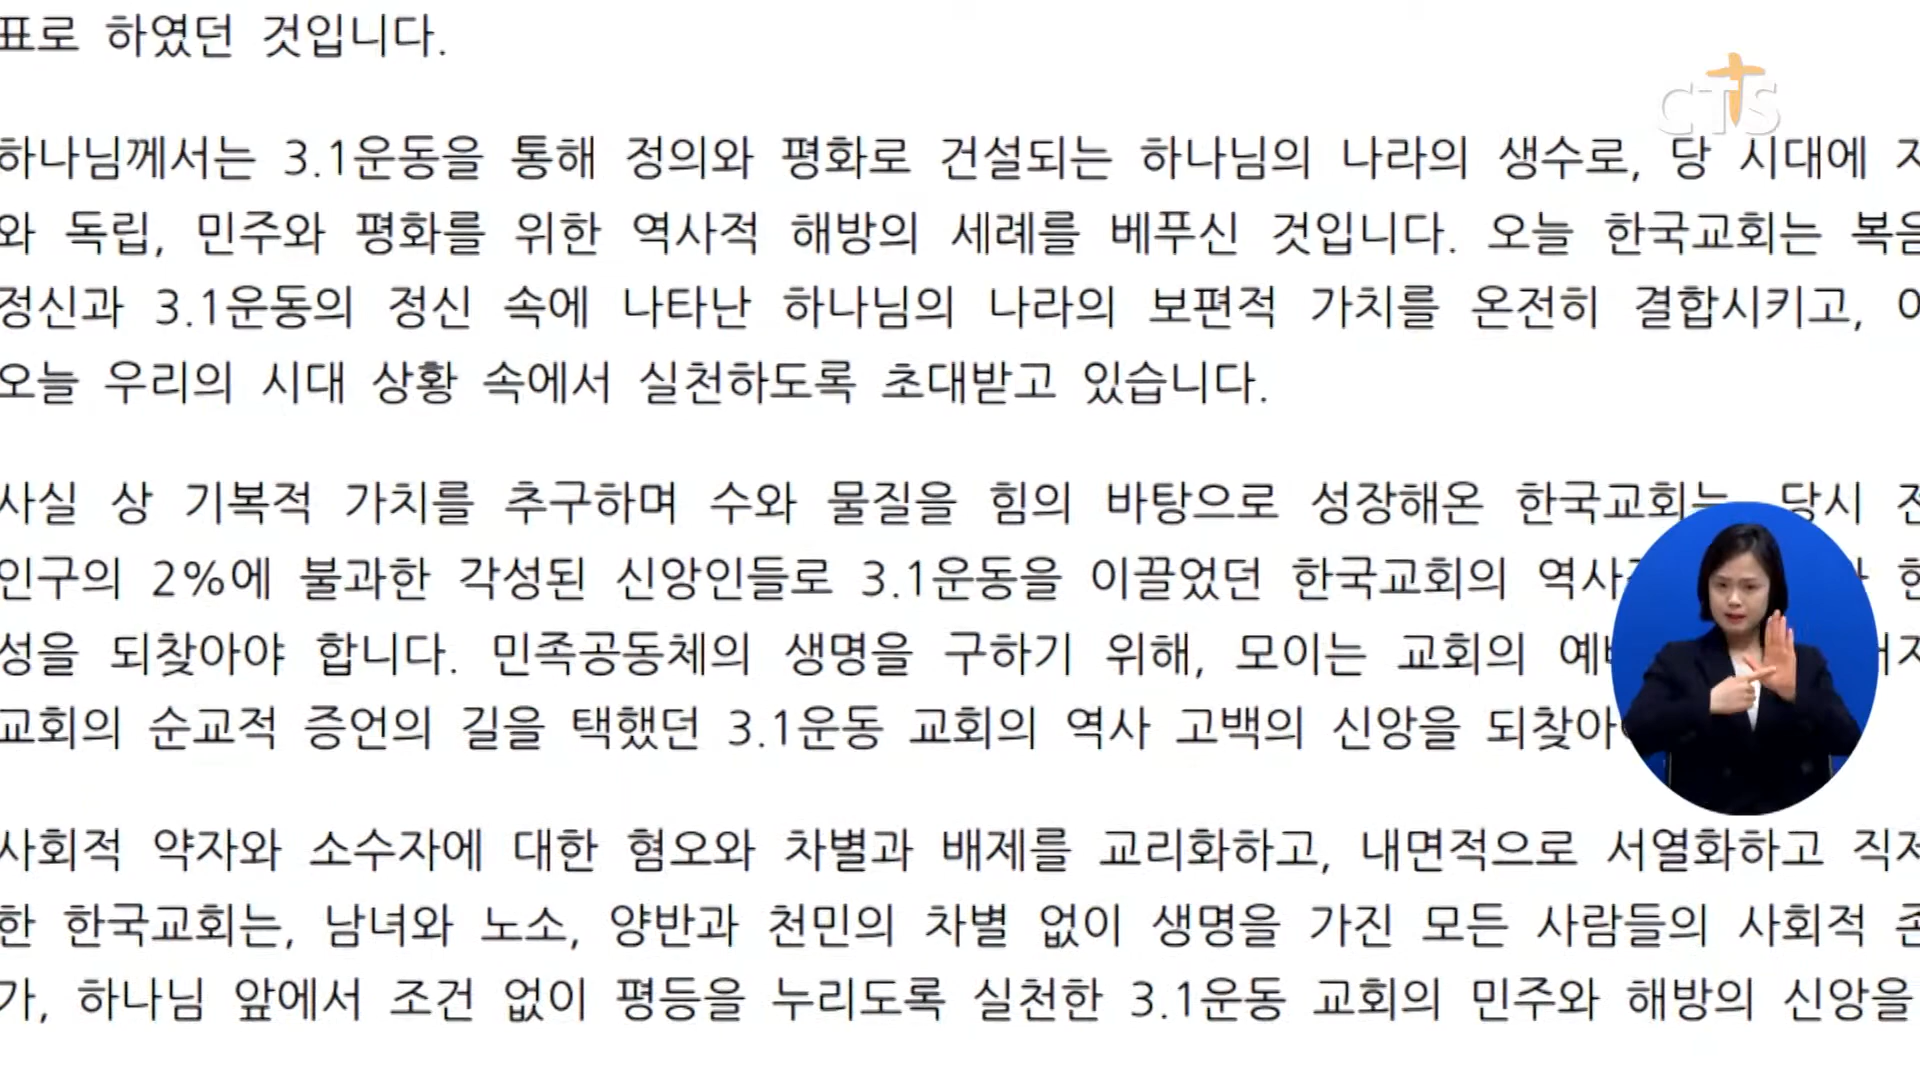 표로 하였던 것입니다.
CTS
하나님께서는 3.1운동을 통해 정의와 평화로 건설되는 하나님의 나라의 생수로, 당 시대에
와 독립, 민주와 평화를 위한 역사적 해방의 세례를 베푸신 것입니다. 오늘 한국교회는 복음
정신과 3.1운동의 정신 속에 나타난 하나님의 나라의 보편적 가치를 온전히 결합시키고,
오늘 우리의 시대 상황 속에서 실천하도록 초대받고 있습니다.
사실 상 기복적 가치를 추구하며 수와 물질을 힘의 바탕으로 성장해온 한국교회는 당시
인구의 2%에 불과한 각성된 신앙인들로 3.1운동을 이끌었던 한국교회의
성을 되찾아야 합니다. 민족공동체의 생명을 구하기 위해, 모이는 교회의
교회의 순교적 증언의 길을 택했던 3.1운동 교회의 역사 고백의 신앙을
사회적 약자와 소수자에 대한 혐오와 차별과 배제를 교리화하고, 내면적으로 서열화하고
한 한국교회는, 남녀와 노소, 양반과 천민의 차별 없이 생명을 가진 모든 사람들의 사회적
가, 하나님 앞에서 조건 없이 평등을 누리도록 실천한 3.1운동 교회의 민주와 해방의 신앙을